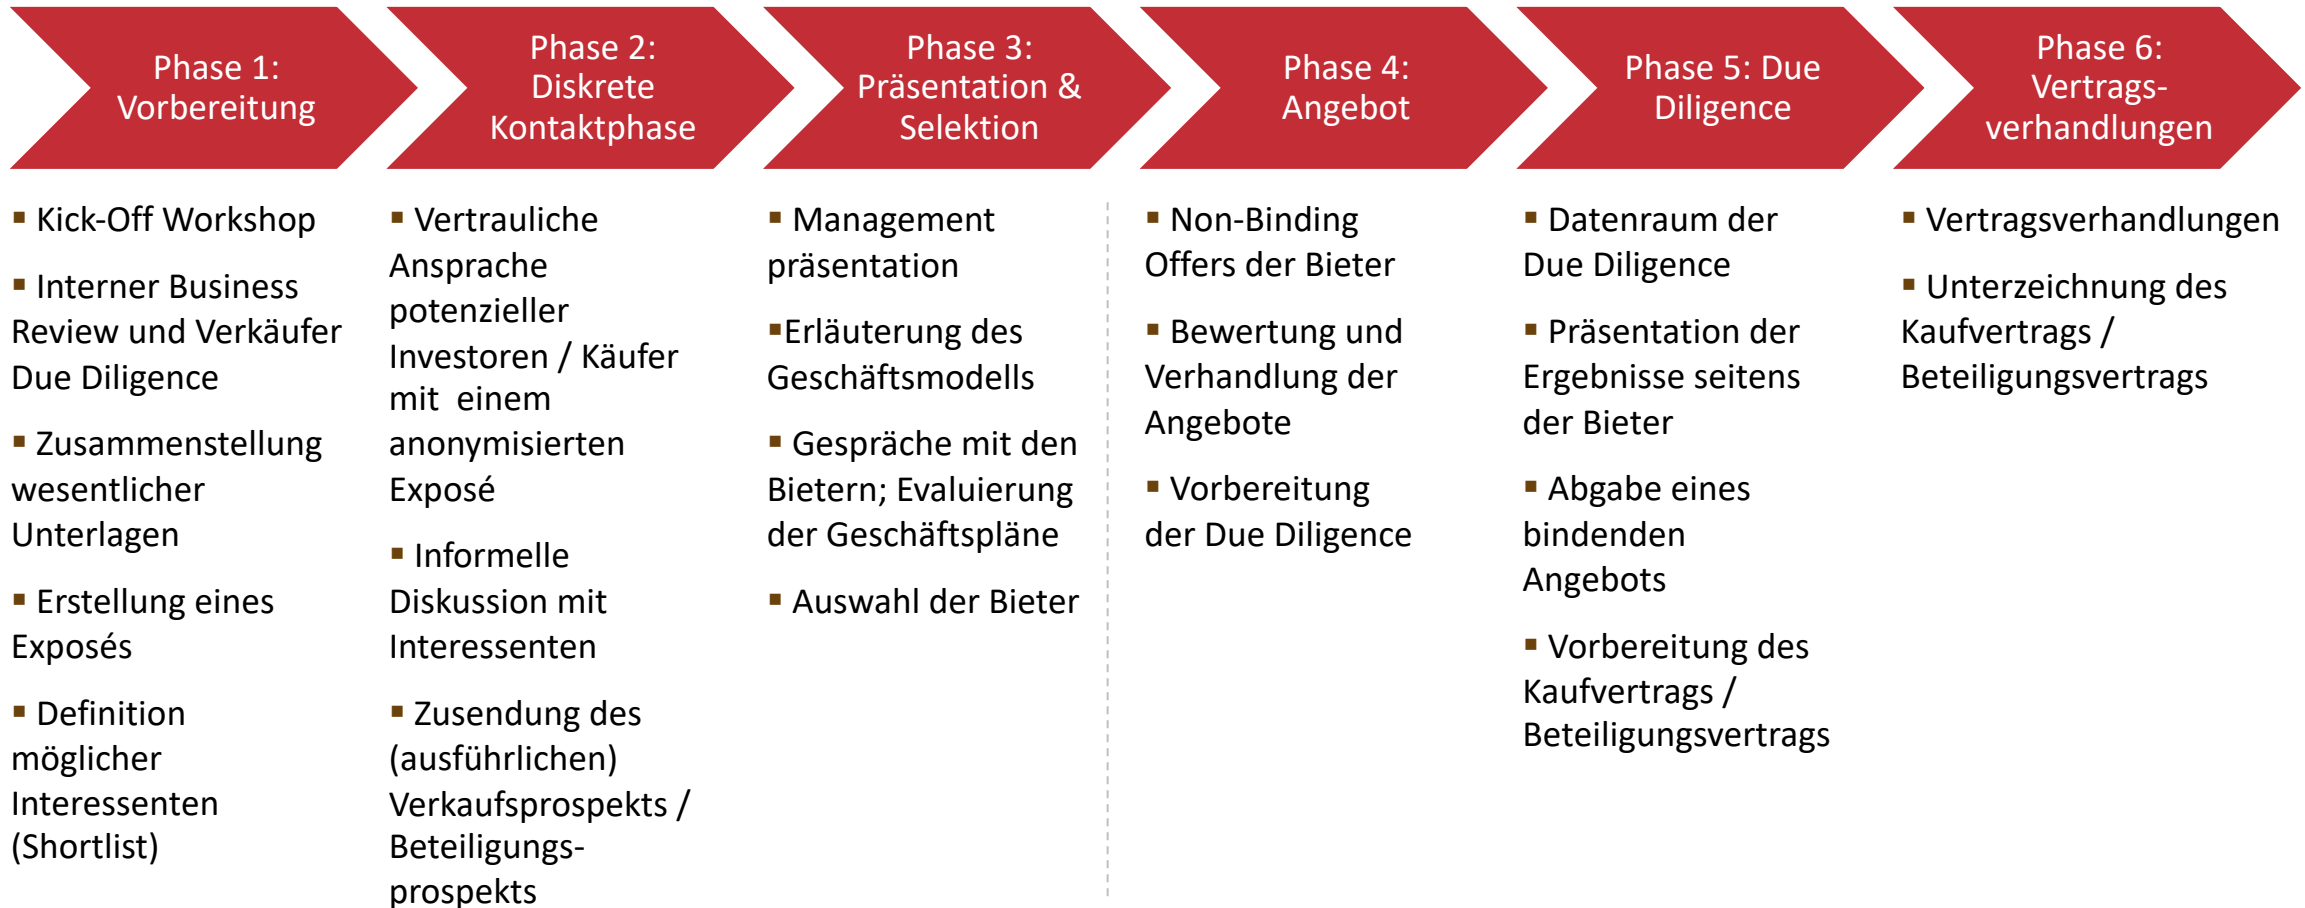 Phase 1:
Vorbereitung
Phase 2:
Diskrete
Kontaktphase
Phase 3:
Präsentation &
Selektion
Phase 4:
Angebot
Phase 5: Due
Diligence
Phase 6:
Vertrags-
verhandlungen
▪ Kick-Off Workshop
▪ Interner Business
Review und Verkäufer
Due Diligence
▪ Zusammenstellung
wesentlicher
Unterlagen
▪ Erstellung eines
Exposés
▪ Definition
möglicher
Interessenten
(Shortlist)
▪ Vertrauliche
Ansprache
potenzieller
Investoren / Käufer
mit einem
anonymisierten
Exposé
▪ Informelle
Diskussion mit
Interessenten
▪ Zusendung des
(ausführlichen)
Verkaufsprospekts /
Beteiligungs-
prospekts
▪ Management
präsentation
▪Erläuterung des
Geschäftsmodells
▪ Gespräche mit den
Bietern; Evaluierung
der Geschäftspläne
▪ Auswahl der Bieter
▪ Non-Binding
Offers der Bieter
▪ Bewertung und
Verhandlung der
Angebote
▪ Vorbereitung
der Due Diligence
▪ Datenraum der
Due Diligence
▪ Präsentation der
Ergebnisse seitens
der Bieter
▪ Abgabe eines
bindenden
Angebots
▪ Vorbereitung des
Kaufvertrags /
Beteiligungsvertrags
▪ Vertragsverhandlungen
▪ Unterzeichnung des
Kaufvertrags /
Beteiligungsvertrags